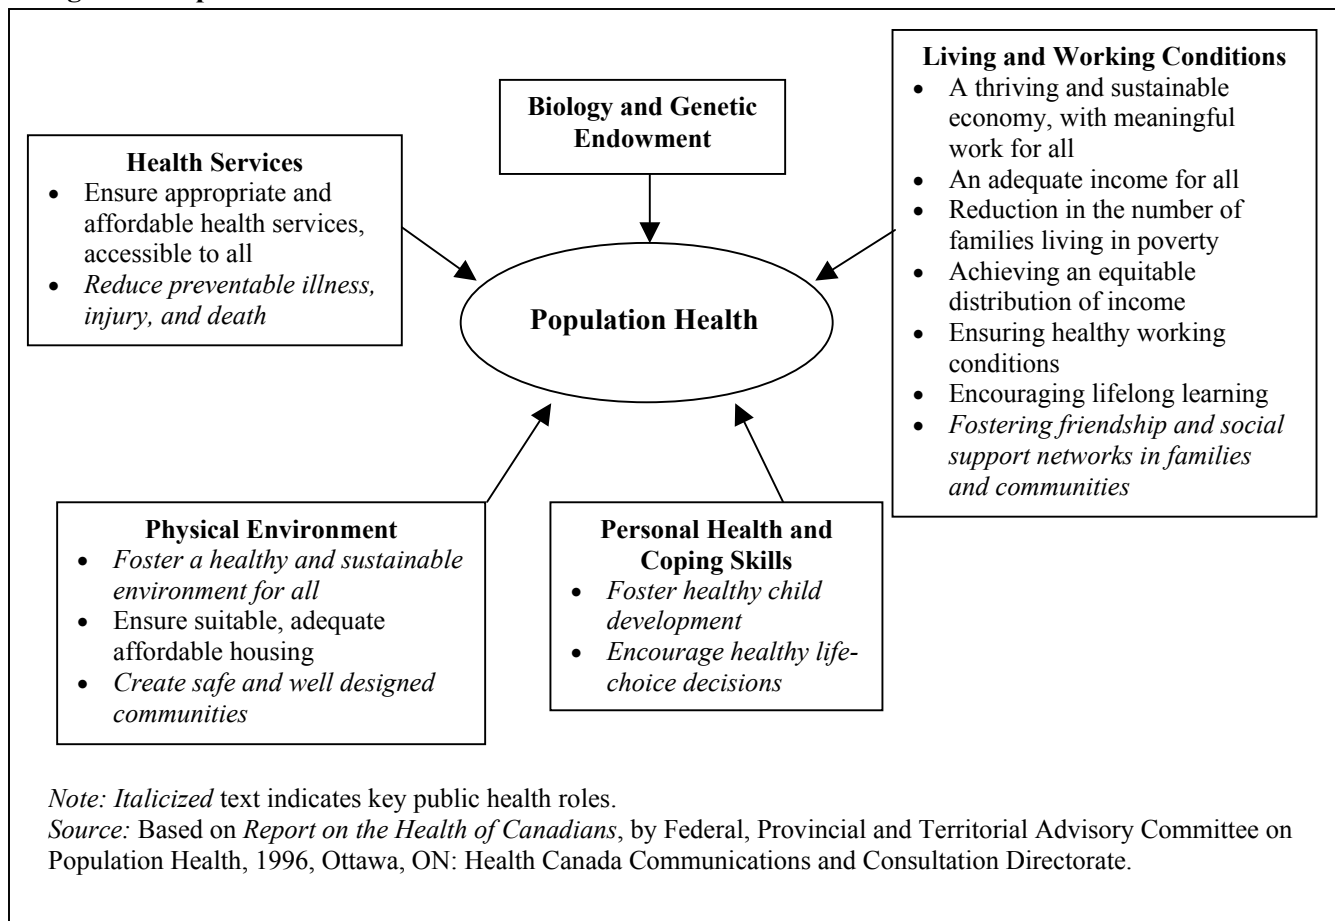 Biology and Genetic
Endowment
Health Services
• Ensure appropriate and
affordable health services,
accessible to all
• Reduce preventable illness,
injury, and death
Living and Working Conditions
• A thriving and sustainable
economy, with meaningful
work for all
• An adequate income for all
• Reduction in the number of
families living in poverty
• Achieving an equitable
distribution of income
• Ensuring healthy working
conditions
• Encouraging lifelong learning
• Fostering friendship and social
support networks in families
and communities
Population Health
Physical Environment
• Foster a healthy and sustainable
environment for all
• Ensure suitable, adequate
affordable housing
• Create safe and well designed
communities
Personal Health and
Coping Skills
• Foster healthy child
development
• Encourage healthy life-
choice decisions
Note: Italicized text indicates key public health roles.
Source: Based on Report on the Health of Canadians, by Federal, Provincial and Territorial Advisory Committee on
Population Health, 1996, Ottawa, ON: Health Canada Communications and Consultation Directorate.